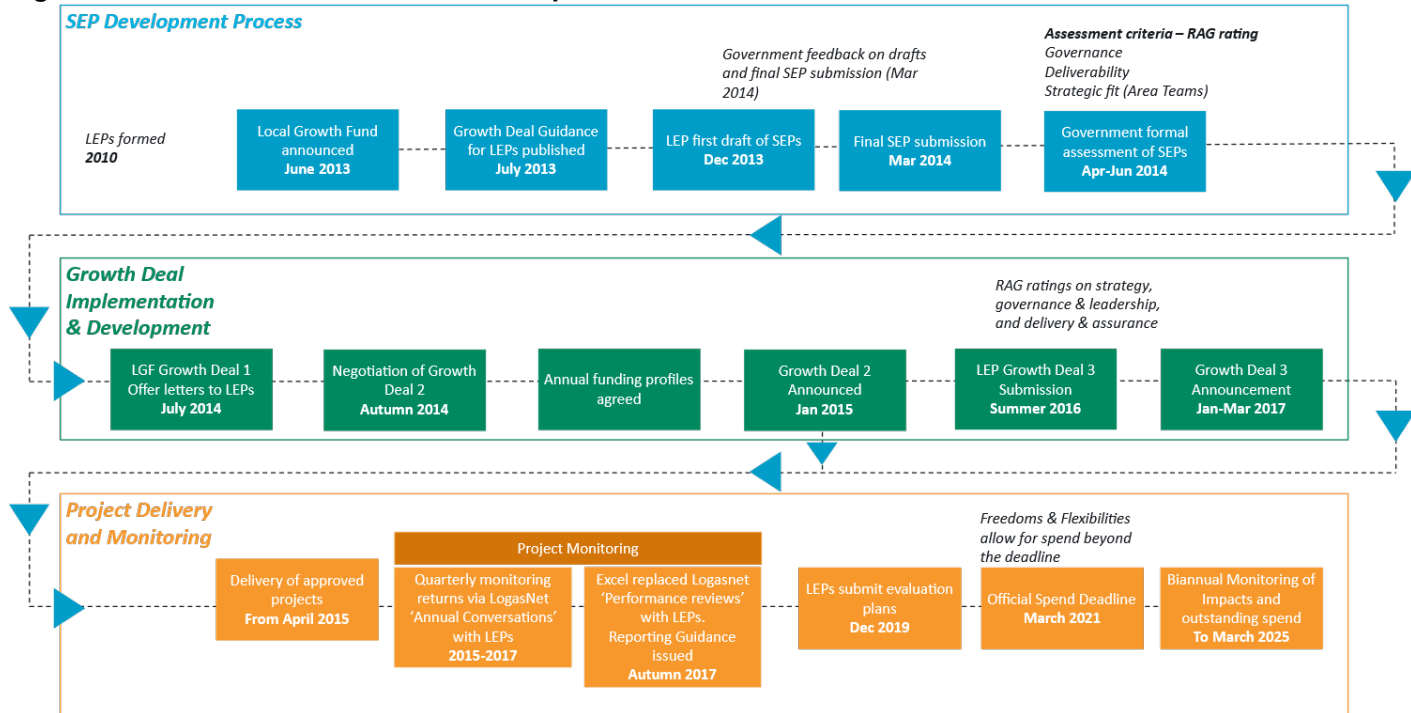 SEP Development Process
Government feedback on drafts
and final SEP submission (Mar
2014)
Assessment criteria – RAG rating
Governance
Deliverability
Strategic fit (Area Teams)
LEPs formed
2010
Local Growth Fund
announced
June 2013
Growth Deal Guidance
for LEPs published
July 2013
LEP first draft of SEPs
Dec 2013
Final SEP submission
Mar 2014
Government formal
assessment of SEPs
Apr-Jun 2014
Growth Deal
Implementation
& Development
RAG ratings on strategy,
governance & leadership,
and delivery & assurance
LGF Growth Deal 1
Offer letters to LEPs
July 2014
Negotiation of Growth
Deal 2
Autumn 2014
Annual funding profiles
agreed
Growth Deal 2
Announced
Jan 2015
LEP Growth Deal 3
Submission
Summer 2016
Growth Deal 3
Announcement
Jan-Mar 2017
Project Delivery
and Monitoring
Freedoms & Flexibilities
allow for spend beyond
the deadline
Project Monitoring
Delivery of approved
projects
From April 2015
Quarterly monitoring
returns via LogasNet
‘Annual Conversations’
with LEPs
2015-2017
Excel replaced Logasnet
‘Performance reviews’
with LEPs.
Reporting Guidance
issued
Autumn 2017
LEPs submit evaluation
plans
Dec 2019
Official Spend Deadline
March 2021
Biannual Monitoring of
Impacts and
outstanding spend
To March 2025